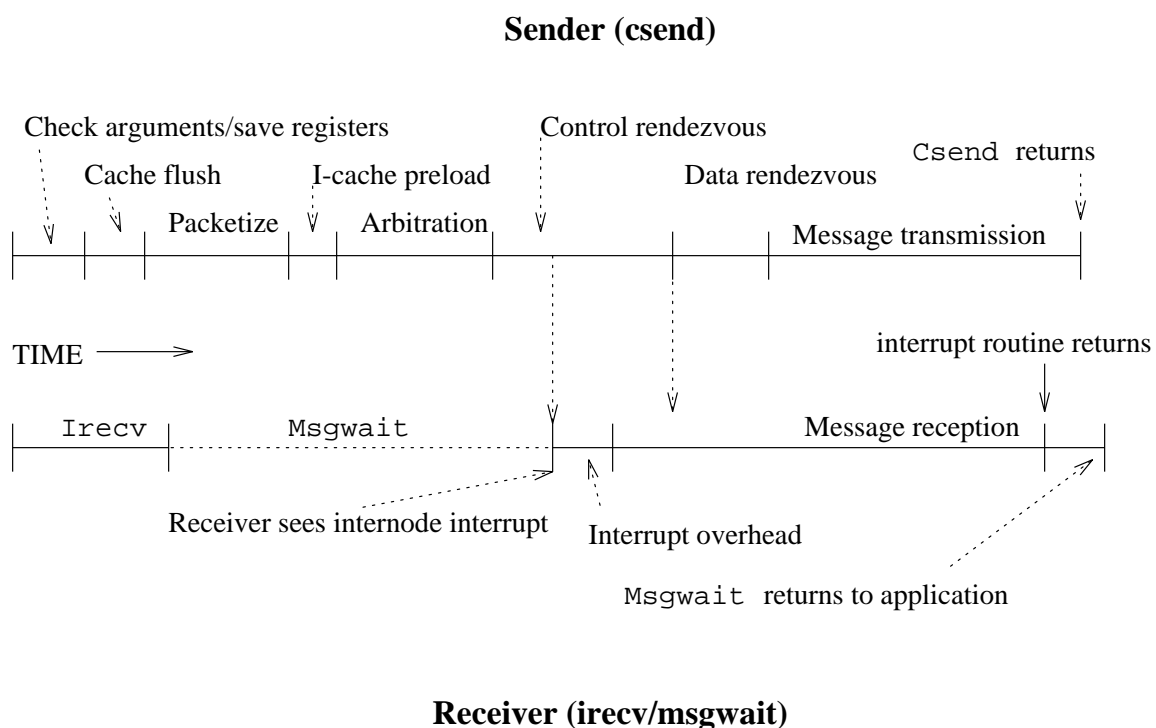 Sender (csend)
Check arguments/save registers
Control rendezvous
Csend returns
Cache flush
I-cache preload
Data rendezvous
Packetize
Arbitration
Message transmission
TIME
interrupt routine returns
Irecv
Msgwait
Message reception
Receiver sees internode interrupt
Interrupt overhead
Msgwait returns to application
Receiver (irecv/msgwait)